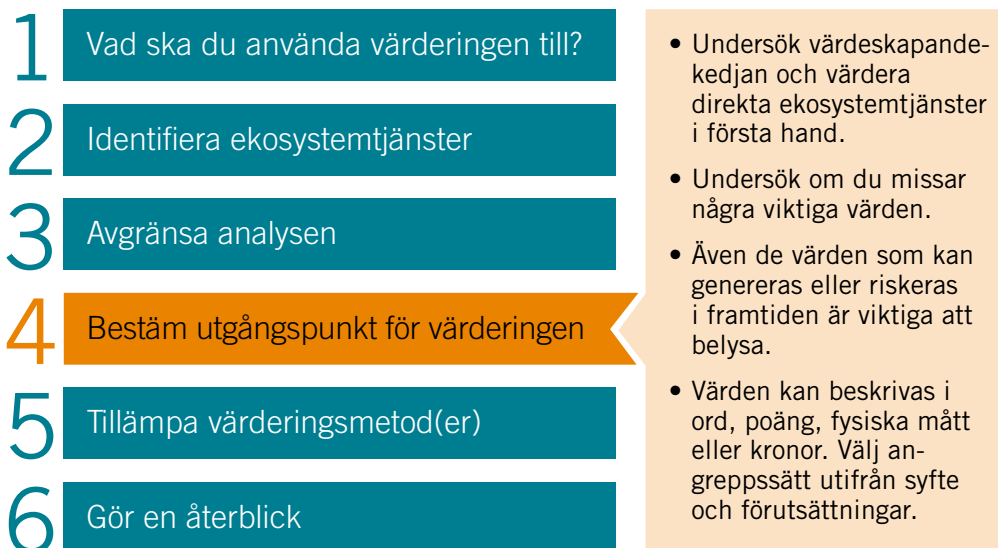 1 Vad ska du använda värderingen till?
2 Identifiera ekosystemtjänster
3 Avgränsa analysen
4 Bestäm utgångspunkt för värderingen
5 Tillämpa värderingsmetod(er)
6 Gör en återblick
• Undersök värdeskapande-
kedjan och värdera
direkta ekosystemtjänster
i första hand.
• Undersök om du missar
några viktiga värden.
• Även de värden som kan
genereras eller riskeras
i framtiden är viktiga att
belysa.
• Värden kan beskrivas i
ord, poäng, fysiska mått
eller kronor. Välj an-
greppssätt utifrån syfte
och förutsättningar.